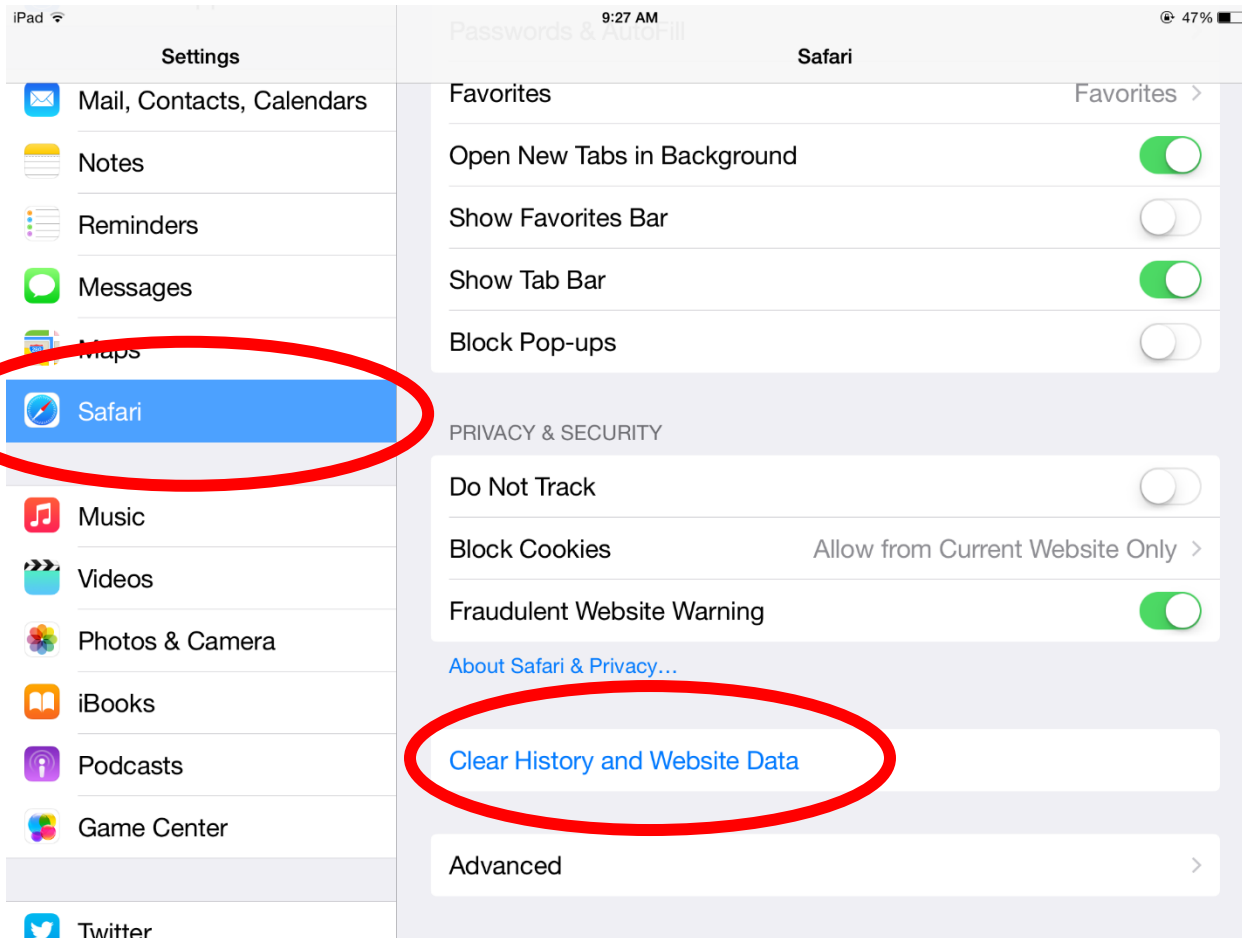 iPad 9:27 AM 47%
Settings
Safari
Mail, Contacts, Calendars
Notes
Reminders
Messages
Maps
Safari
Music
Videos
Photos & Camera
iBooks
Podcasts
Game Center
Twitter
Passwords & AutoFill
Favorites Favorites
Open New Tabs in Background
Show Favorites Bar
Show Tab Bar
Block Pop-ups
PRIVACY & SECURITY
Do Not Track
Block Cookies Allow from Current Website Only
Fraudulent Website Warning
About Safari & Privacy…
Clear History and Website Data
Advanced